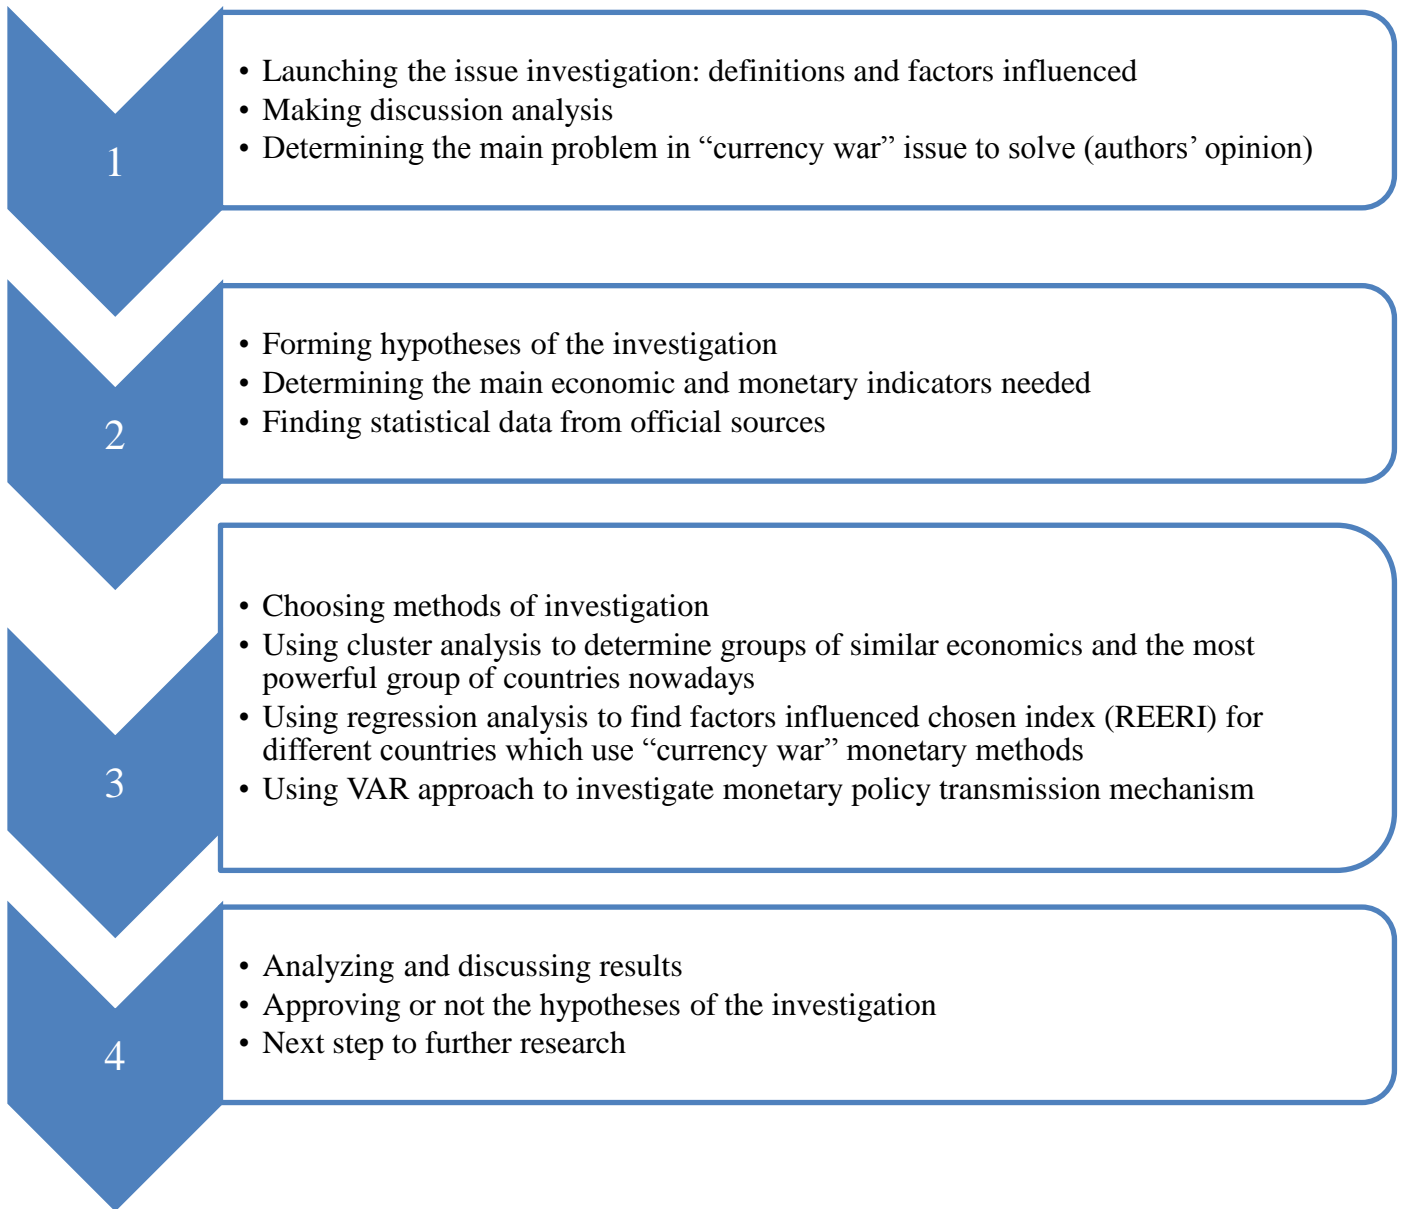 1
• Launching the issue investigation: definitions and factors influenced
• Making discussion analysis
• Determining the main problem in “currency war” issue to solve (authors’ opinion)
2
• Forming hypotheses of the investigation
• Determining the main economic and monetary indicators needed
• Finding statistical data from official sources
3
• Choosing methods of investigation
• Using cluster analysis to determine groups of similar economics and the most
powerful group of countries nowadays
• Using regression analysis to find factors influenced chosen index (REERI) for
different countries which use “currency war” monetary methods
• Using VAR approach to investigate monetary policy transmission mechanism
4
• Analyzing and discussing results
• Approving or not the hypotheses of the investigation
• Next step to further research